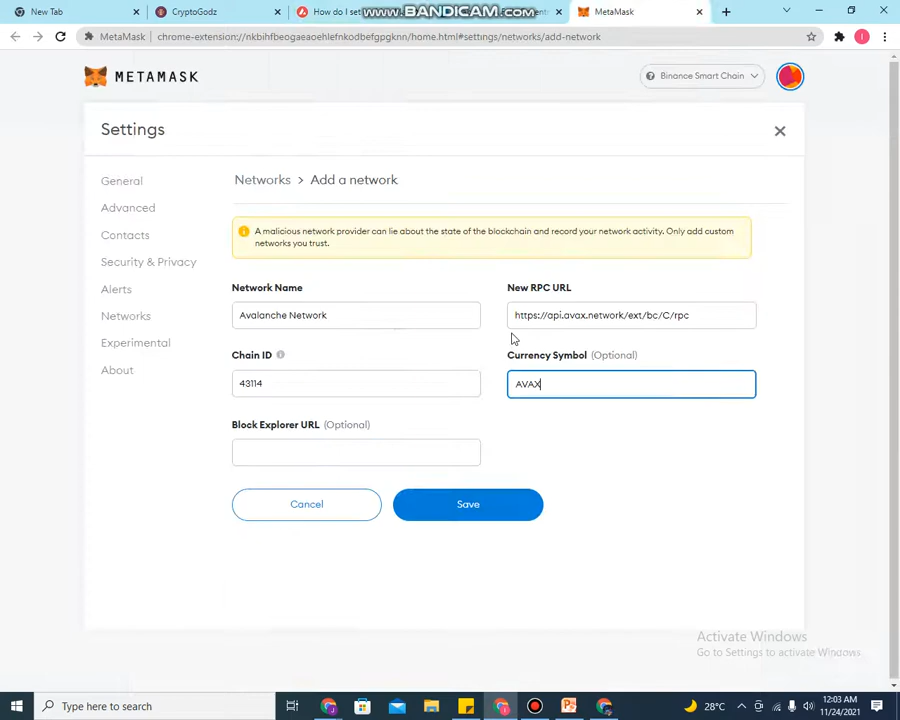 New Tab
CryptoGodz
How do I set
www.BANDICAM.com
MetaMask
MetaMask
chrome-extension://nkbihfbeogaeaoehlefnkodbefgpgknn/home.html#settings/networks/add-network
METAMASK
Binance Smart Chain
Settings
General
Advanced
Contacts
Security & Privacy
Alerts
Networks
Experimental
About
Networks > Add a network
A malicious network provider can lie about the state of the blockchain and record your network activity. Only add custom
networks you trust.
Network Name
Avalanche Network
New RPC URL
https://api.avax.network/ext/bc/C/rpc
Chain ID
43114
Currency Symbol (Optional)
AVAX
Block Explorer URL (Optional)
Cancel
Save
Activate Windows
Go to Settings to activate Windows.
Type here to search
28°C
12:03 AM
11/24/2021